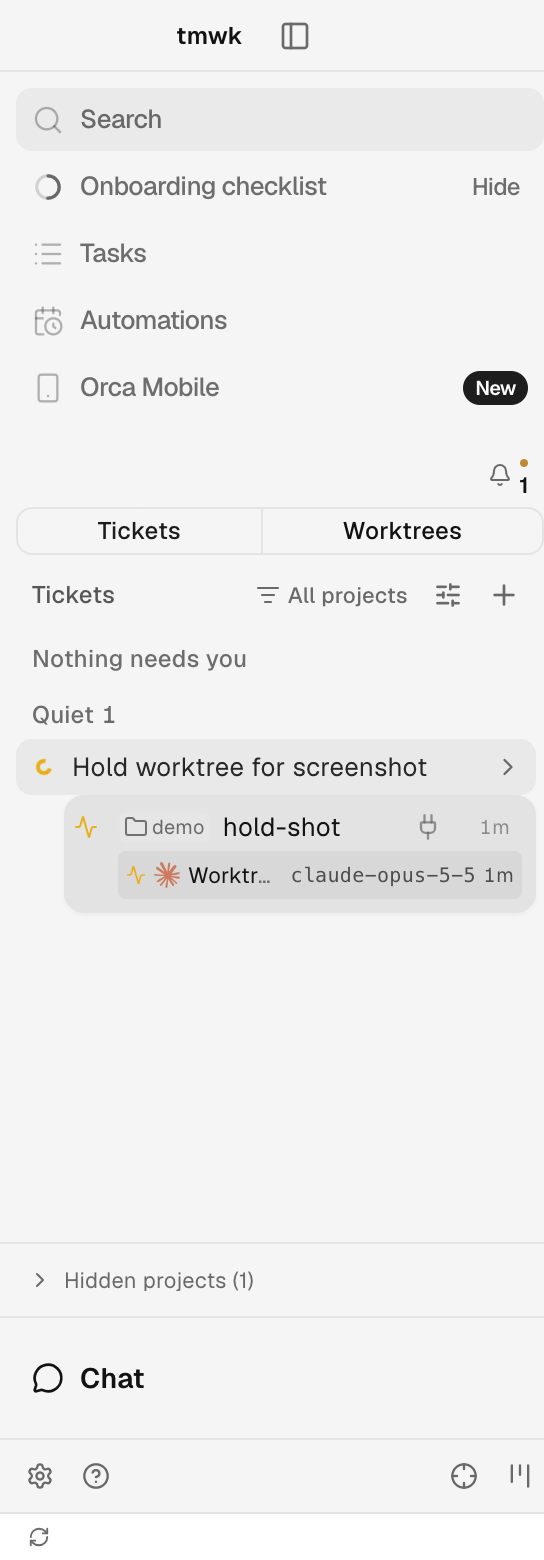 tmwk
Search
Onboarding checklist Hide
Tasks
Automations
Orca Mobile New
1
Tickets Worktrees
Tickets All projects
Nothing needs you
Quiet 1
Hold worktree for screenshot
demo hold-shot 1m
Worktr… claude-opus-5-5 1m
Hidden projects (1)
Chat